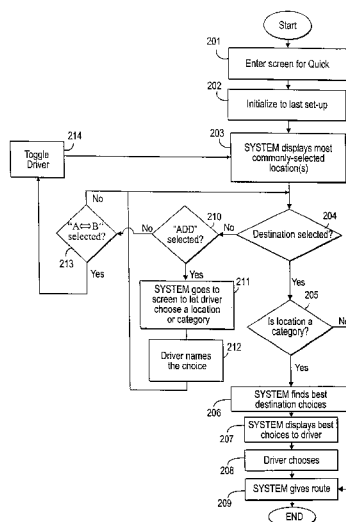 Start
201
Enter screen for Quick
202
Initialize to last set-up
214
203
Toggle
Driver
SYSTEM displays most
commonly-selected
location(s)
No
"A⇔B"
selected?
213
No
"ADD"
selected?
210
No
Destination selected?
204
Yes
Yes
211
SYSTEM goes to
screen to let driver
choose a location
or category
Yes
205
Is location a
category?
No
212
Driver names
the choice
Yes
SYSTEM finds best
destination choices
206
SYSTEM displays best
choices to driver
207
Driver chooses
208
SYSTEM gives route
209
END